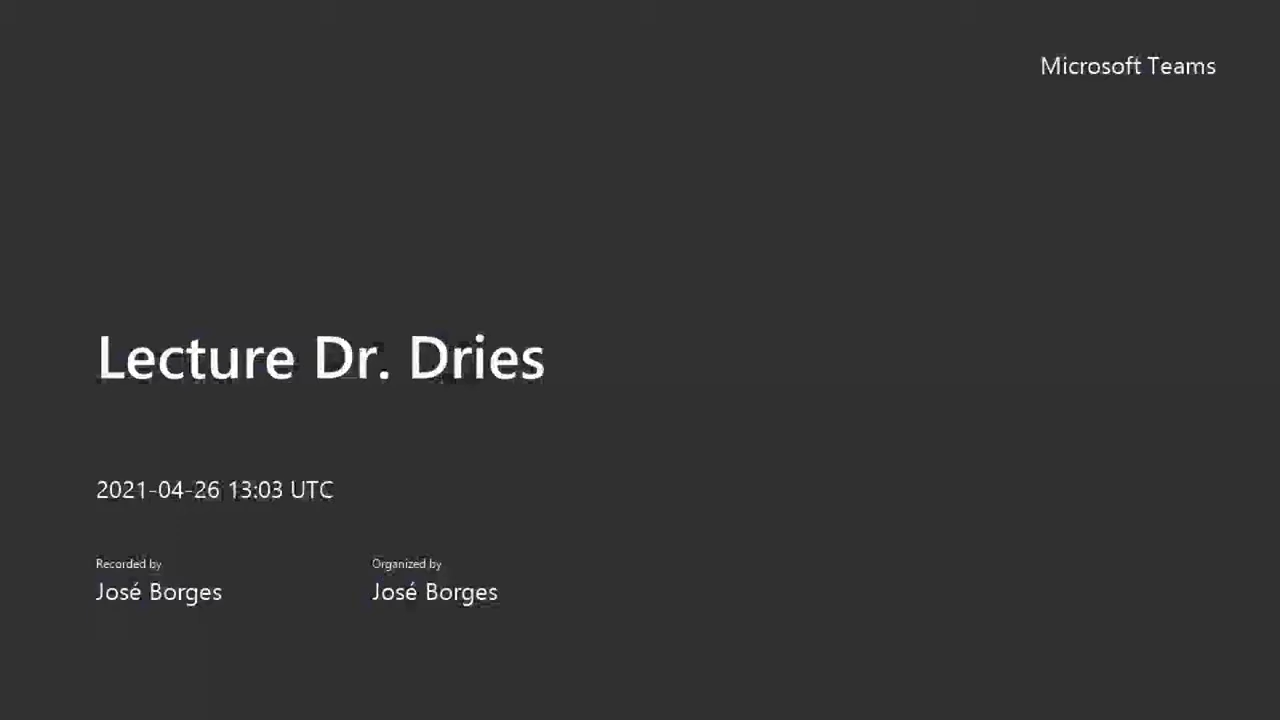 Microsoft Teams
Lecture Dr. Dries
2021-04-26 13:03 UTC
Recorded by
José Borges
Organized by
José Borges